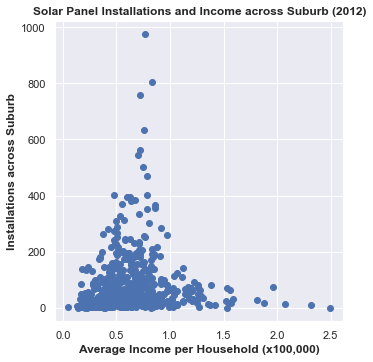 Solar Panel Installations and Income across Suburb (2012)
1000
800
600
400
200
0
Installations across Suburb
0.0 0.5 1.0 1.5 2.0 2.5
Average Income per Household (x100,000)